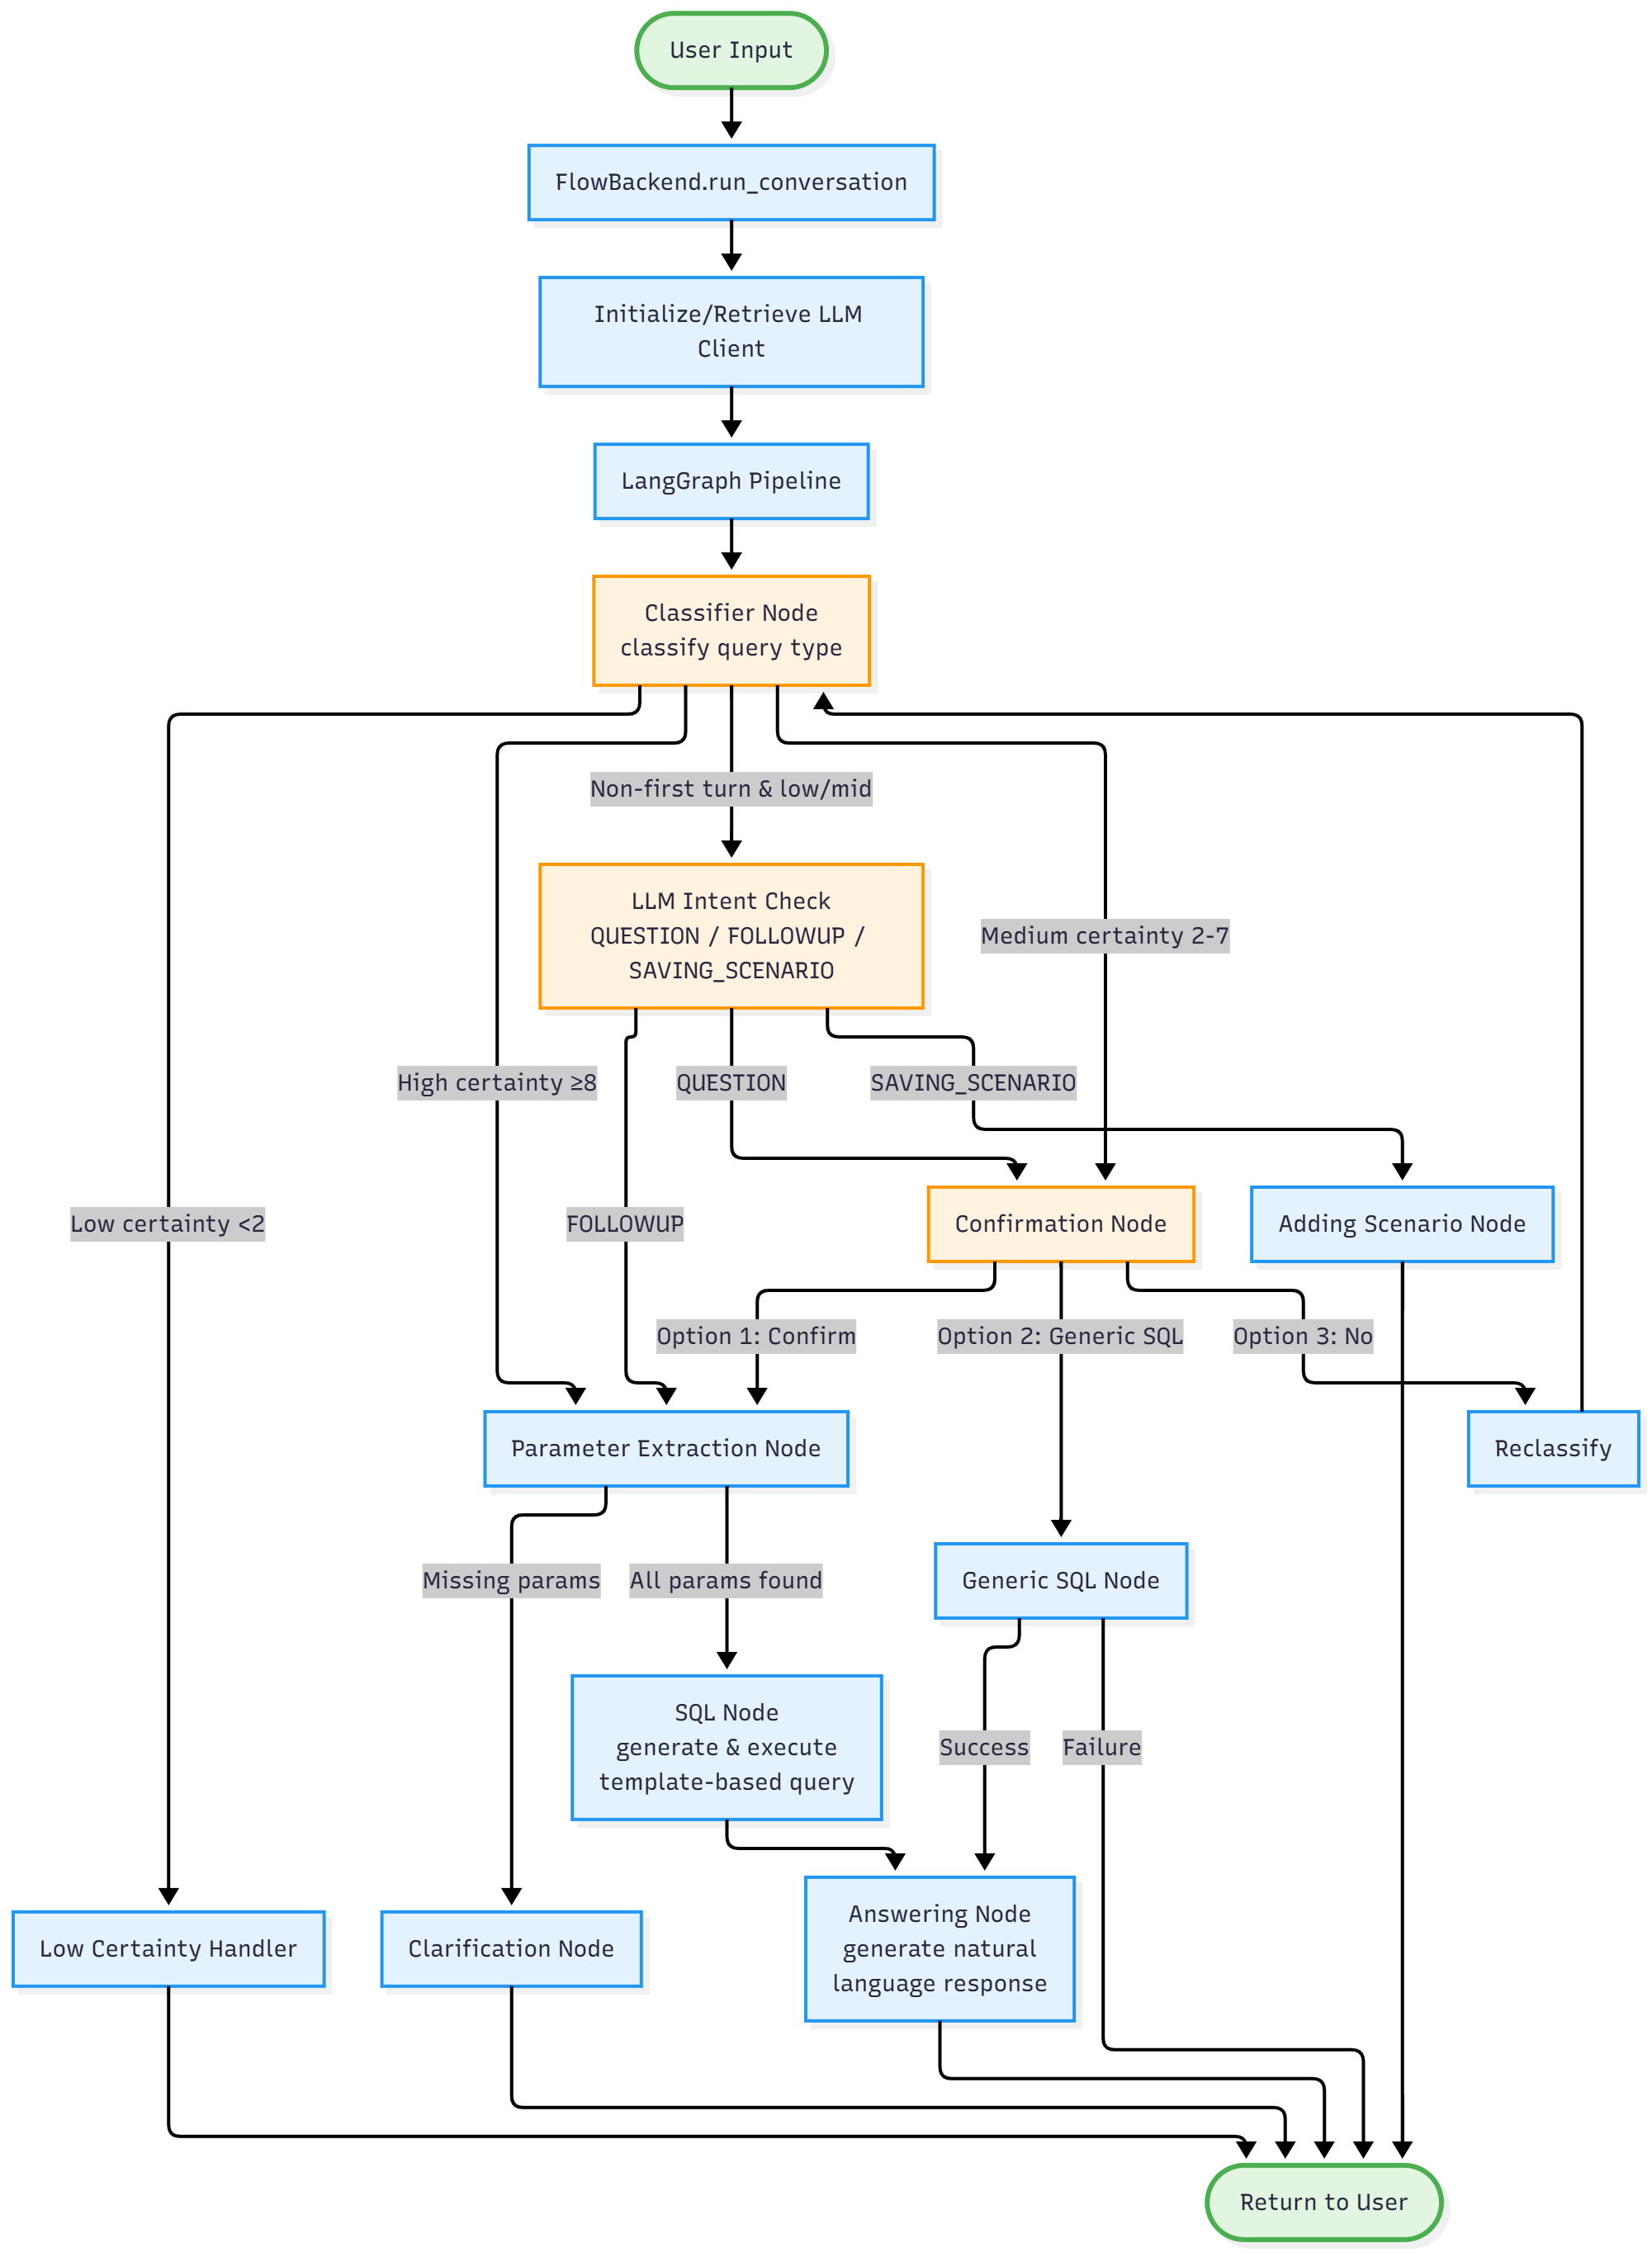 User Input
FlowBackend.run_conversation
Initialize/Retrieve LLM
Client
LangGraph Pipeline
Classifier Node
classify query type
Non-first turn & low/mid
LLM Intent Check
QUESTION / FOLLOWUP /
SAVING_SCENARIO
Medium certainty 2-7
High certainty ≥8
QUESTION
SAVING_SCENARIO
Low certainty <2
FOLLOWUP
Confirmation Node
Adding Scenario Node
Option 1: Confirm
Option 2: Generic SQL
Option 3: No
Parameter Extraction Node
Reclassify
Missing params
All params found
Generic SQL Node
SQL Node
generate & execute
template-based query
Success
Failure
Low Certainty Handler
Clarification Node
Answering Node
generate natural
language response
Return to User